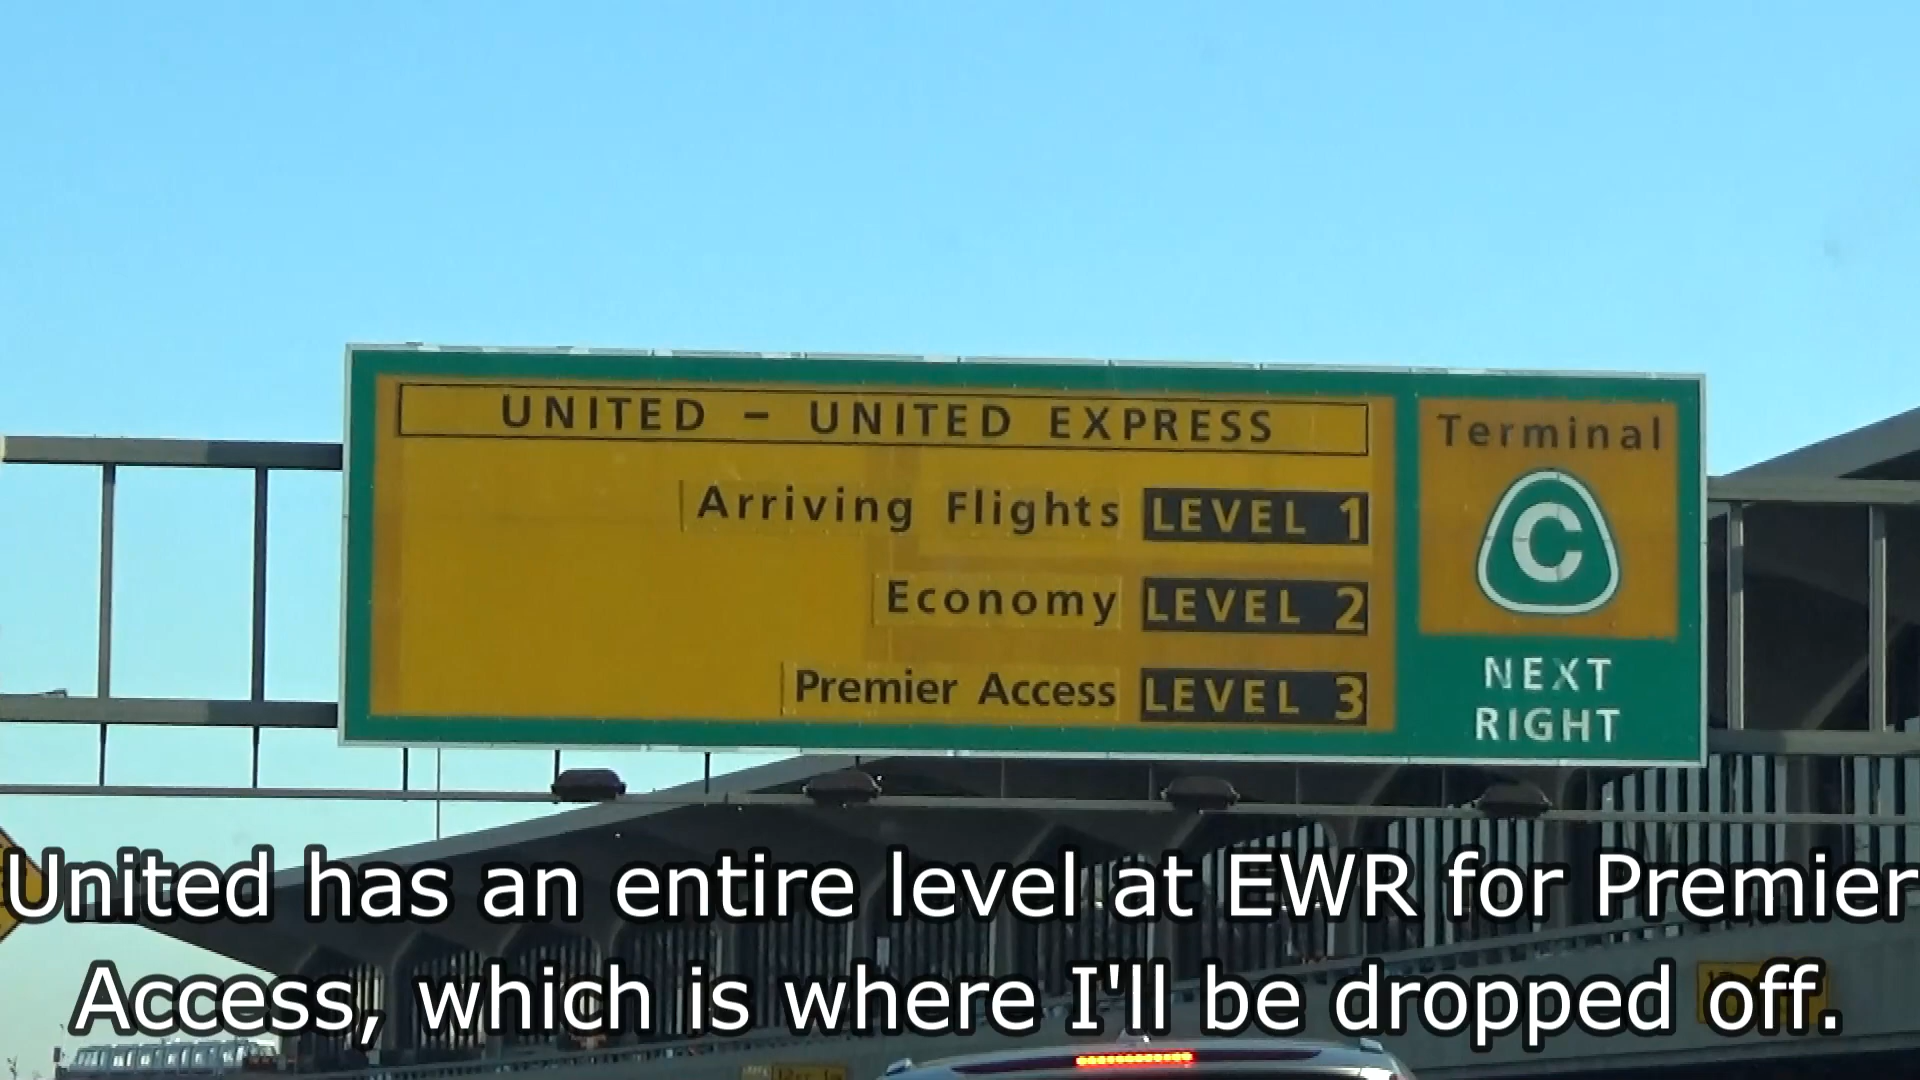 UNITED – UNITED EXPRESS
Arriving Flights LEVEL 1
Economy LEVEL 2
Premier Access LEVEL 3
Terminal
C
NEXT
RIGHT
United has an entire level at EWR for Premier
Access, which is where I'll be dropped off.